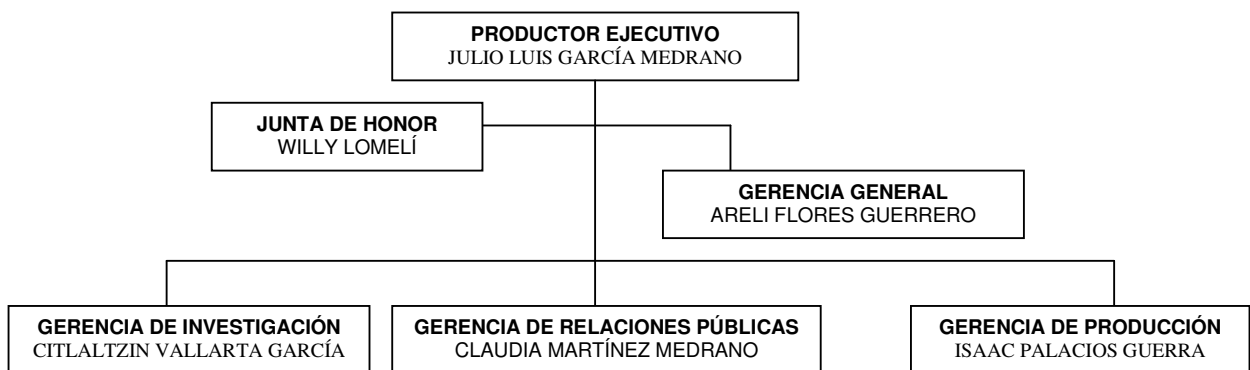 PRODUCTOR EJECUTIVO
JULIO LUIS GARCÍA MEDRANO
JUNTA DE HONOR
WILLY LOMELÍ
GERENCIA GENERAL
ARELI FLORES GUERRERO
GERENCIA DE INVESTIGACIÓN
CITLALTZIN VALLARTA GARCÍA
GERENCIA DE RELACIONES PÚBLICAS
CLAUDIA MARTÍNEZ MEDRANO
GERENCIA DE PRODUCCIÓN
ISAAC PALACIOS GUERRA